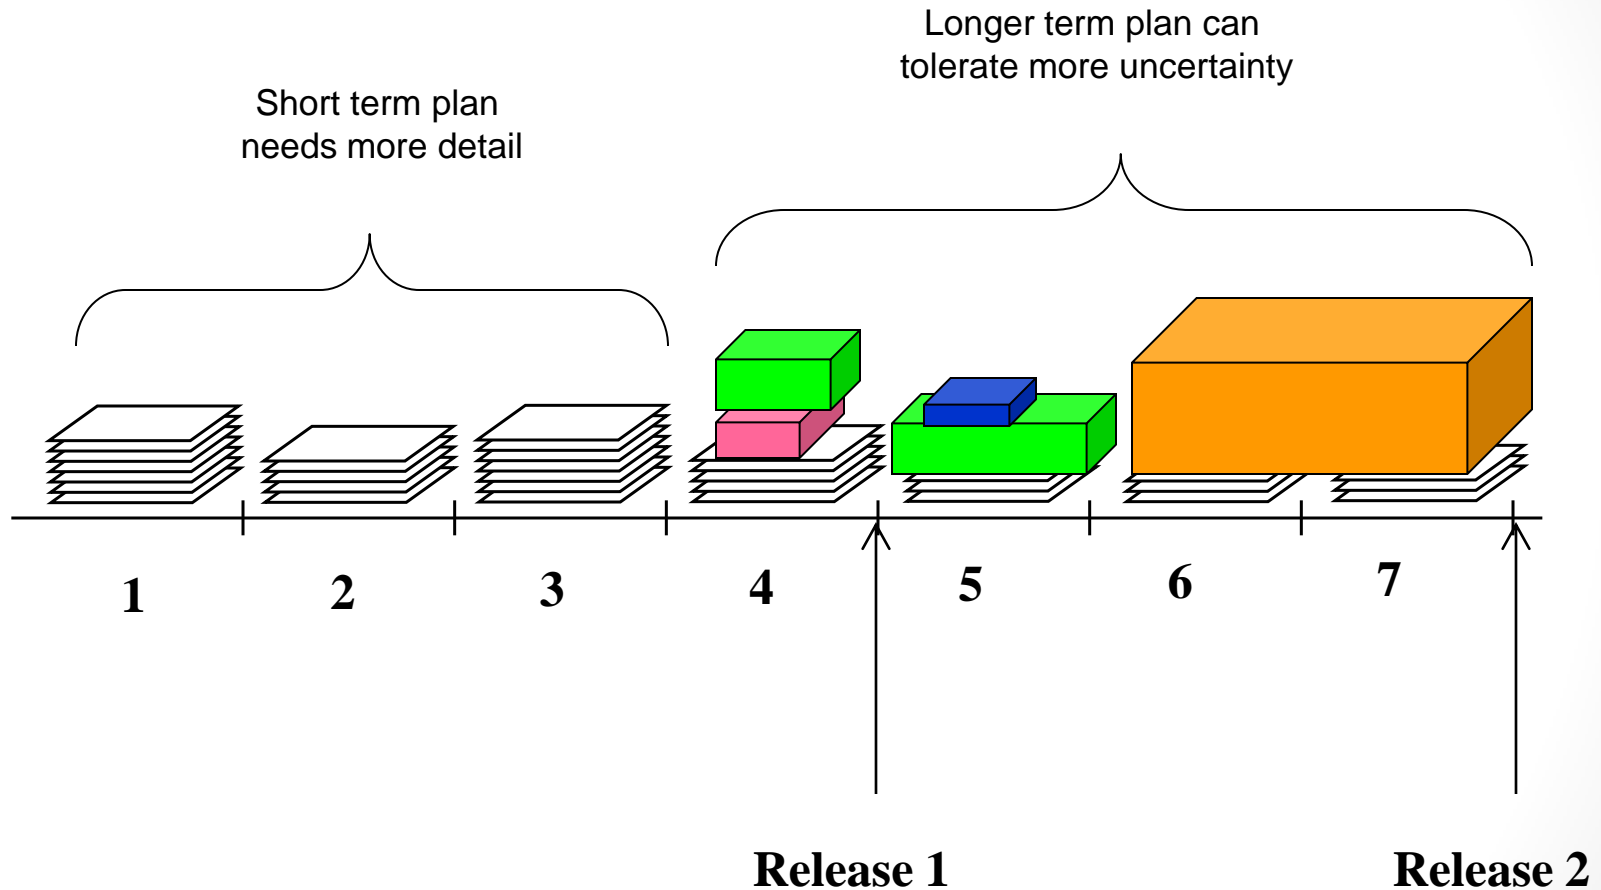 Longer term plan can
tolerate more uncertainty
Short term plan
needs more detail
1 2 3 4 5 6 7
Release 1 Release 2